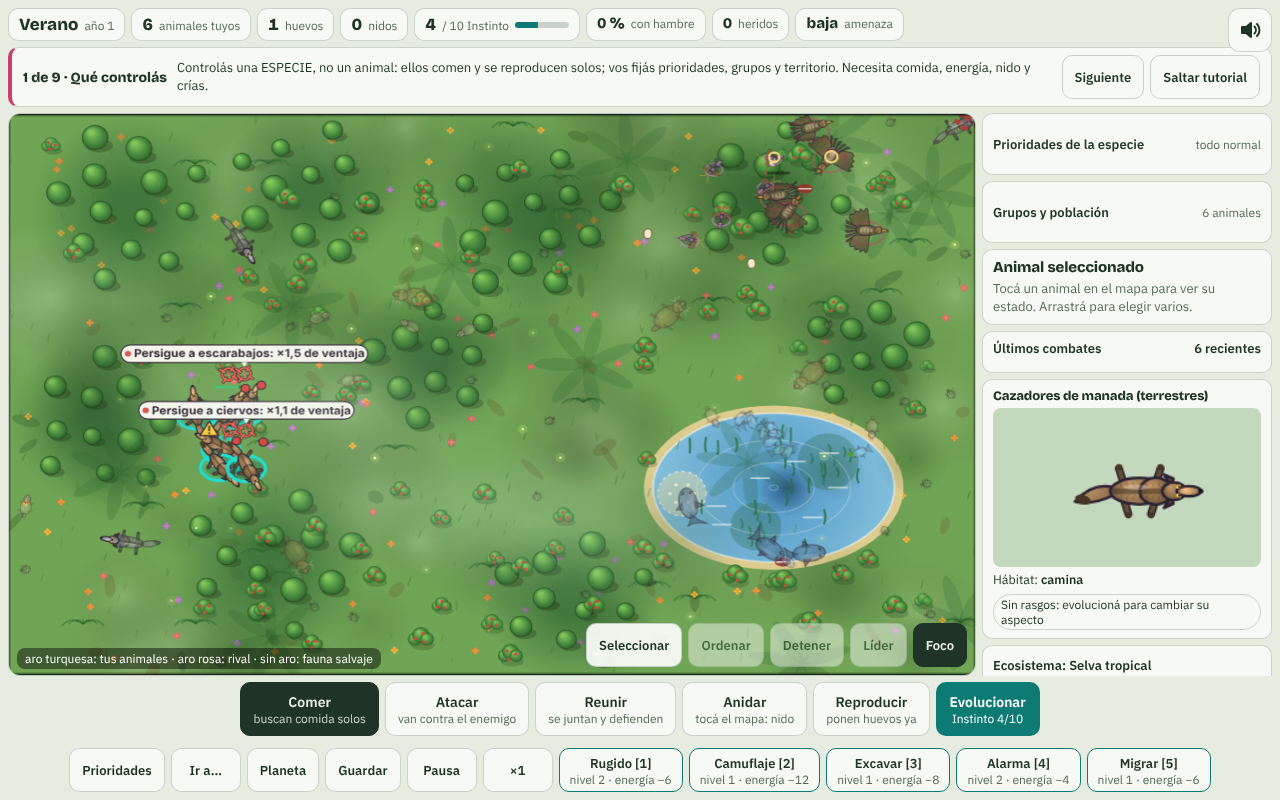 Verano año 1
6 animales tuyos
1 huevos
0 nidos
4 / 10 Instinto
0 % con hambre
0 heridos
baja amenaza
1 de 9 · Qué controlás
Controlás una ESPECIE, no un animal: ellos comen y se reproducen solos; vos fijás prioridades, grupos y territorio. Necesita comida, energía, nido y
crías.
Siguiente
Saltar tutorial
Persigue a escarabajos: ×1,5 de ventaja
Persigue a ciervos: ×1,1 de ventaja
aro turquesa: tus animales · aro rosa: rival · sin aro: fauna salvaje
Seleccionar
Ordenar
Detener
Líder
Foco
Prioridades de la especie todo normal
Grupos y población 6 animales
Animal seleccionado
Tocá un animal en el mapa para ver su
estado. Arrastrá para elegir varios.
Últimos combates 6 recientes
Cazadores de manada (terrestres)
Hábitat: camina
Sin rasgos: evolucioná para cambiar su
aspecto
Ecosistema: Selva tropical
Comer
buscan comida solos
Atacar
van contra el enemigo
Reunir
se juntan y defienden
Anidar
tocá el mapa: nido
Reproducir
ponen huevos ya
Evolucionar
Instinto 4/10
Prioridades
Ir a...
Planeta
Guardar
Pausa
×1
Rugido [1]
nivel 2 · energía −6
Camuflaje [2]
nivel 1 · energía −12
Excavar [3]
nivel 1 · energía −8
Alarma [4]
nivel 2 · energía −4
Migrar [5]
nivel 1 · energía −6